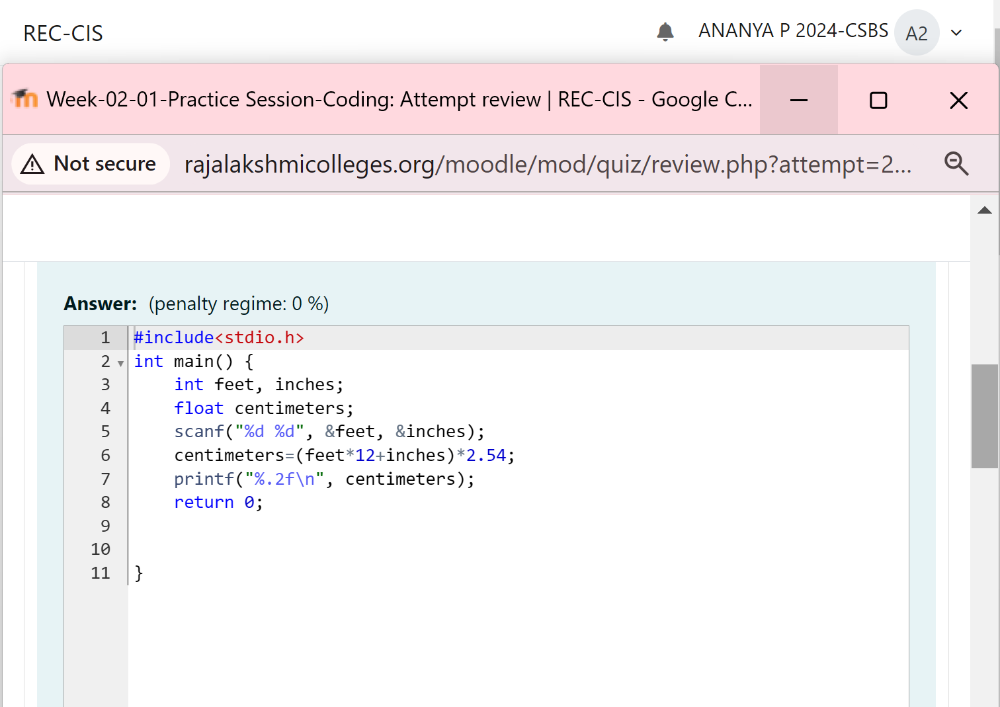 REC-CIS
ANANYA P 2024-CSBS A2
Week-02-01-Practice Session-Coding: Attempt review | REC-CIS - Google C...
Not secure rajalakshmicolleges.org/moodle/mod/quiz/review.php?attempt=2...
Answer: (penalty regime: 0 %)
1 #include<stdio.h>
2 int main() {
3 int feet, inches;
4 float centimeters;
5 scanf("%d %d", &feet, &inches);
6 centimeters=(feet*12+inches)*2.54;
7 printf("%.2f\n", centimeters);
8 return 0;
9
10
11 }